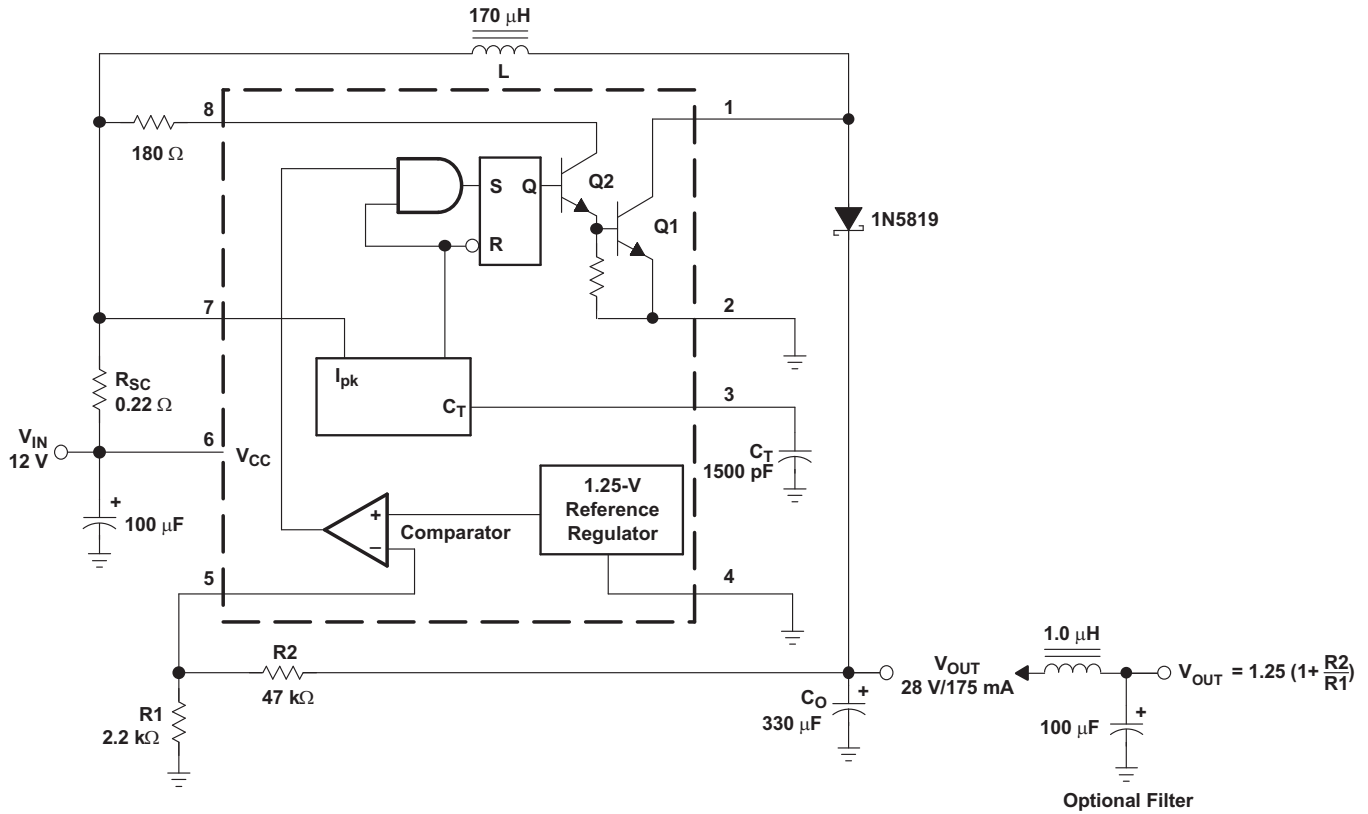 170 μH
L
8
1
180 Ω
S
Q
Q2
Q1
R
1N5819
7
2
Ipk
CT
3
RSC
0.22 Ω
VIN
12 V
6
VCC
CT
1500 pF
+
100 μF
+
–
Comparator
1.25-V
Reference
Regulator
5
4
R2
47 kΩ
R1
2.2 kΩ
CO
330 μF
+
VOUT
28 V/175 mA
1.0 μH
VOUT = 1.25 (1+ R2/R1)
100 μF
+
Optional Filter